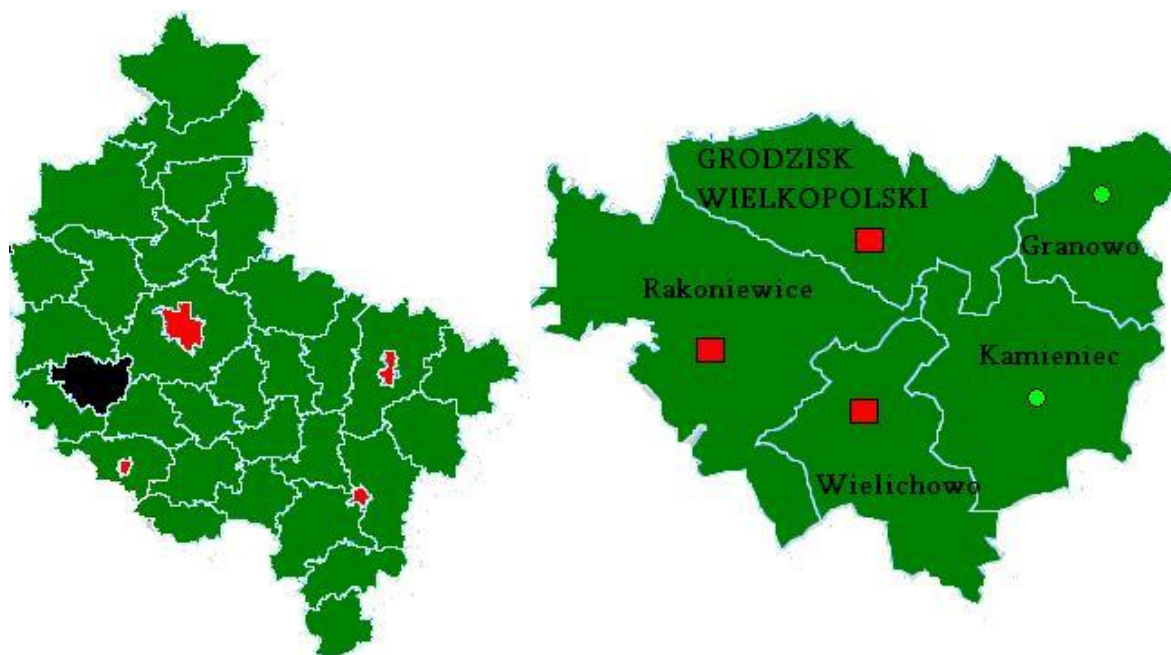 GRODZISK
WIELKOPOLSKI
Granowo
Rakoniewice
Kamieniec
Wielichowo